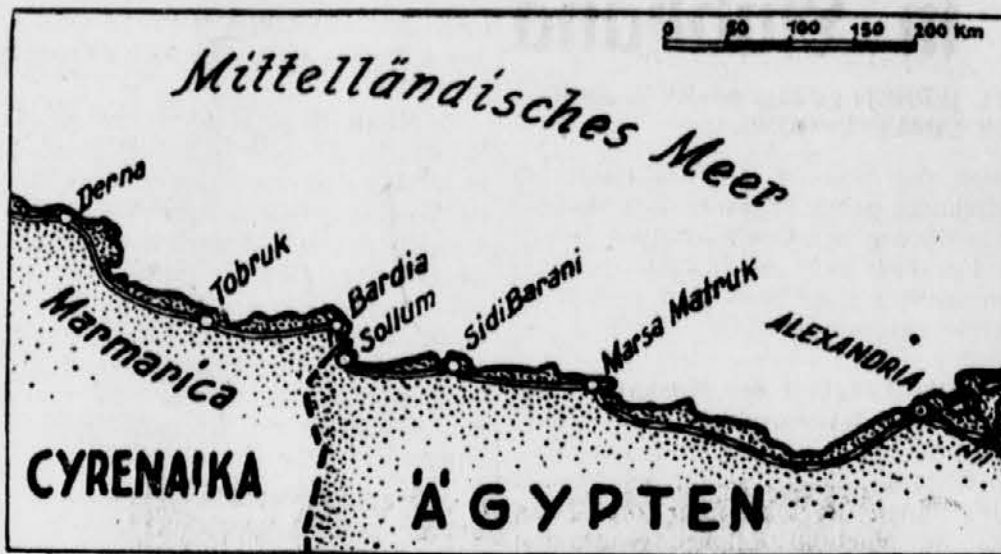 0 50 100 150 200 Km
Mittelländisches Meer
Derna
Tobruk
Bardia
Sollum
Sidi Barani
Marsa Matruk
ALEXANDRIA
Nil
Marmarica
CYRENAIKA
ÄGYPTEN